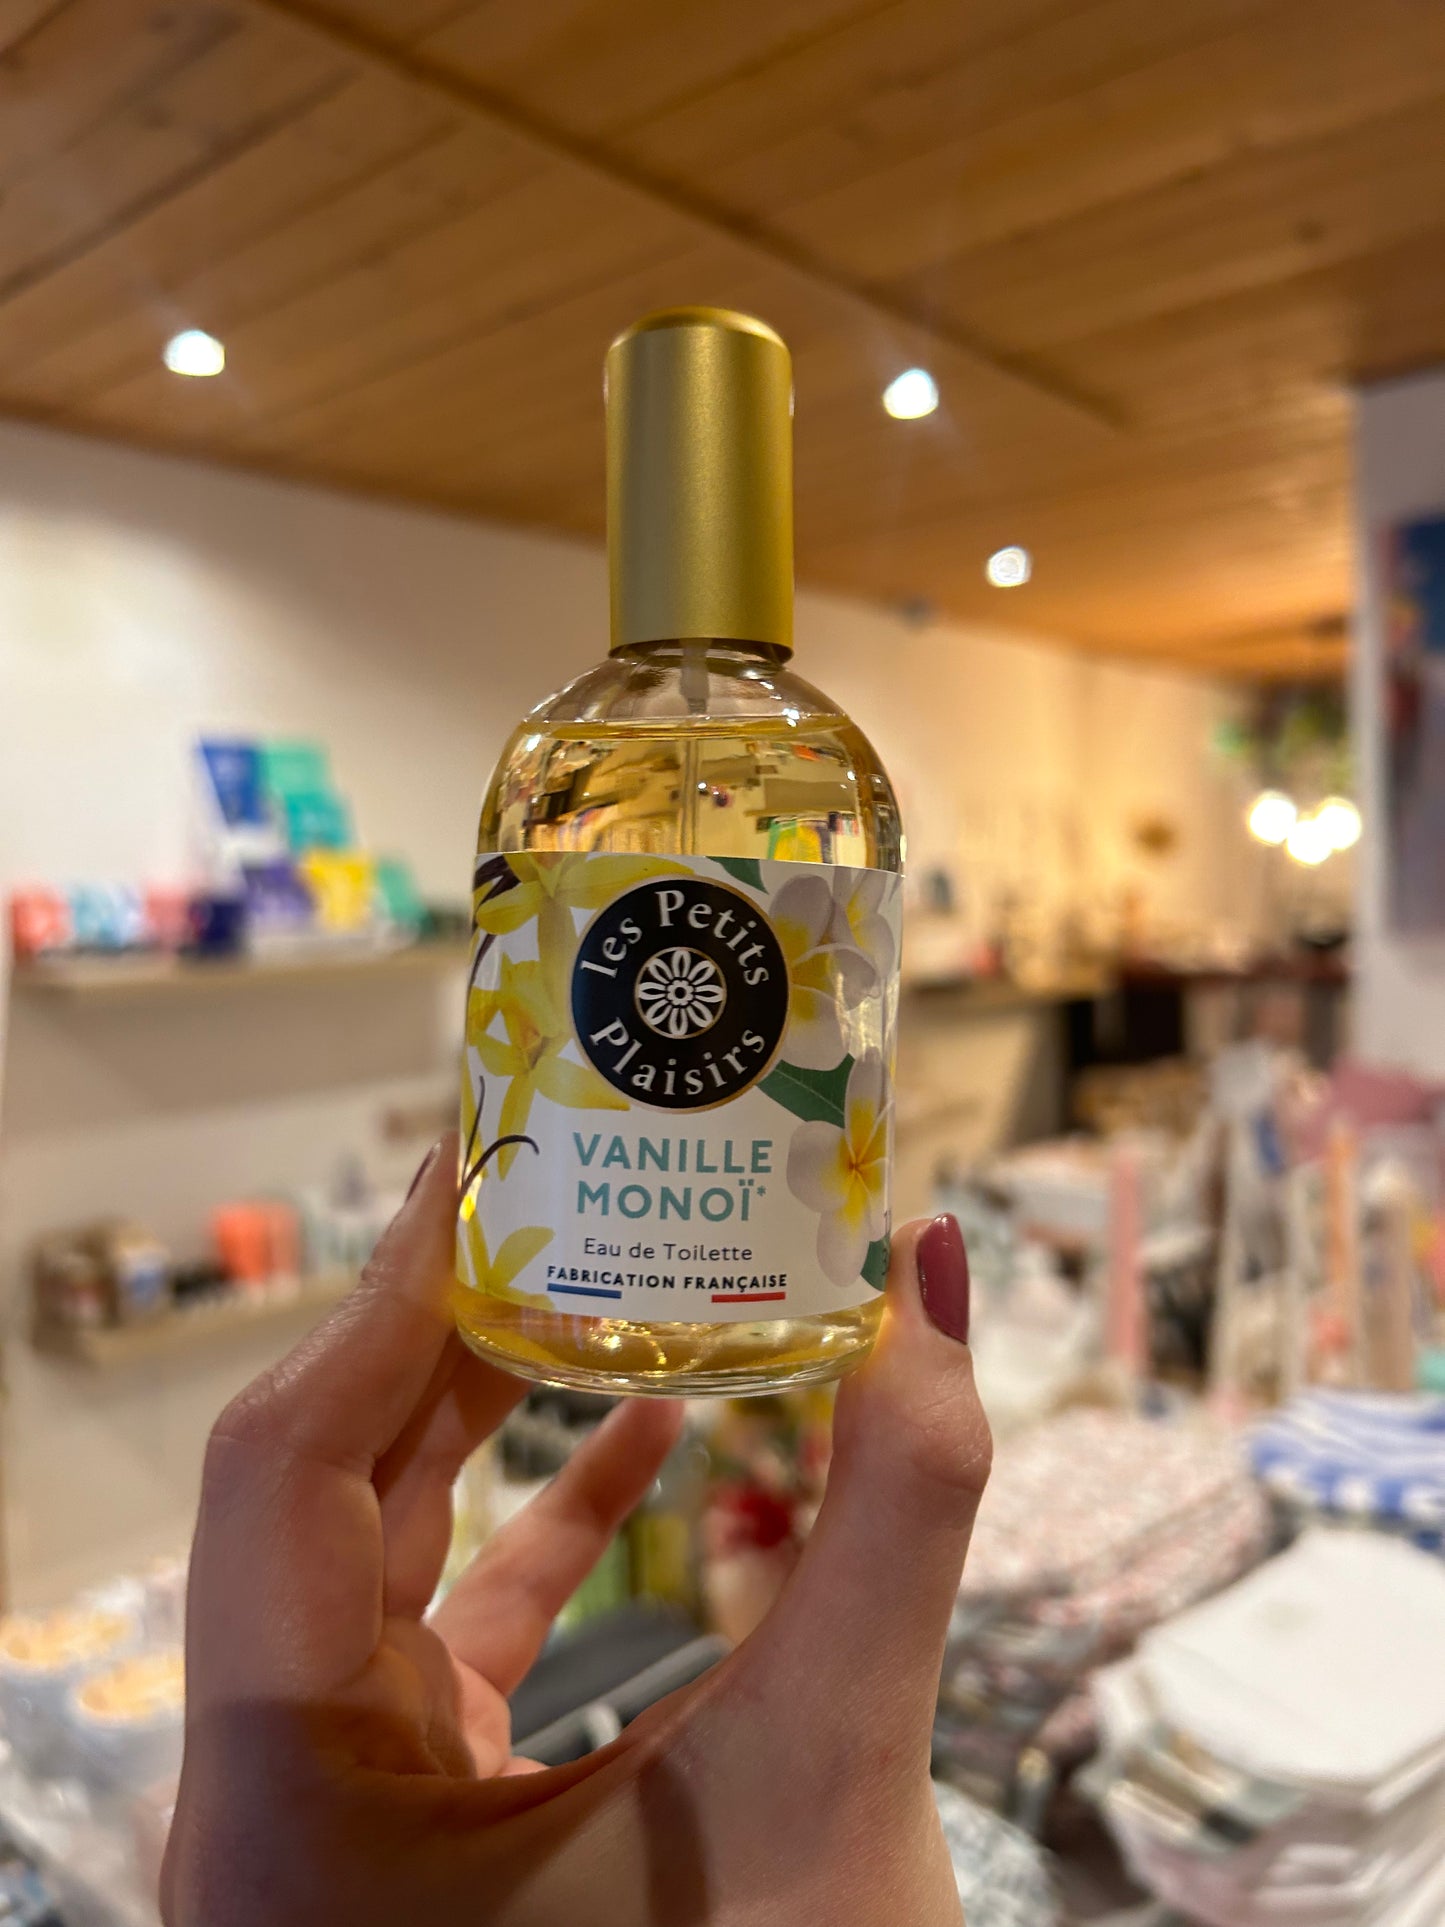 les Petits
Plaisirs
VANILLE
MONOÏ*
Eau de Toilette
FABRICATION FRANÇAISE